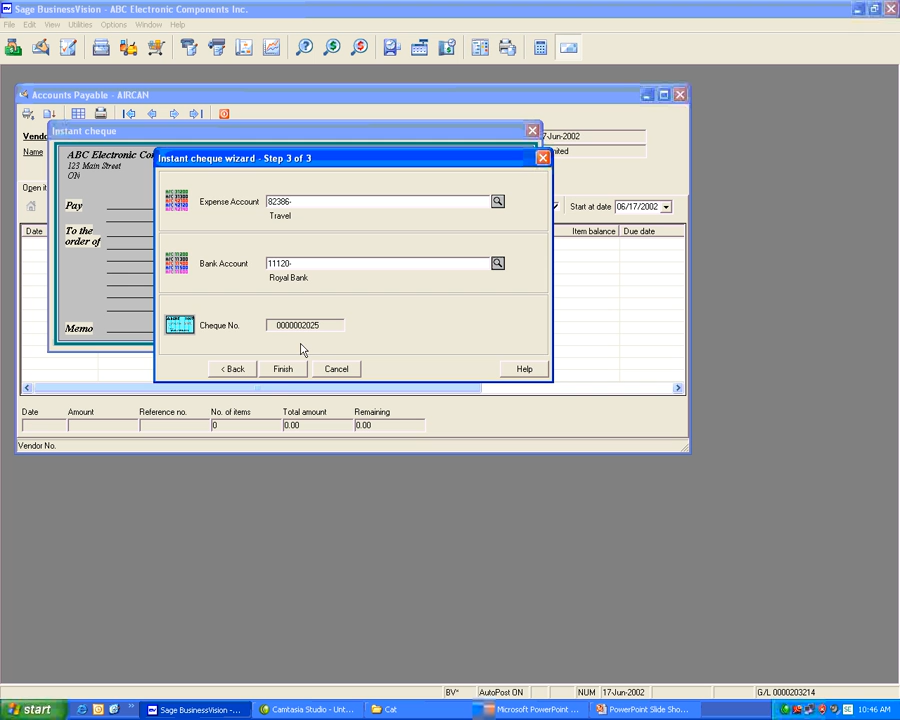 Sage BusinessVision - ABC Electronic Components Inc.
File Edit View Utilities Options Window Help
Accounts Payable - AIRCAN
Vendo
7-Jun-2002
Name
ited
Instant cheque
ABC Electronic Co
123 Main Street
ON
Pay
To the
order of
Memo
Open it
Start at date 06/17/2002
Date
Item balance Due date
Instant cheque wizard - Step 3 of 3
Expense Account 82386-
Travel
Bank Account 11120-
Royal Bank
Cheque No. 0000002025
< Back Finish Cancel Help
Date Amount Reference no. No. of items Total amount Remaining
0 0.00 0.00
Vendor No.
BV* AutoPost ON NUM 17-Jun-2002 G/L 0000203214
start Sage BusinessVision -... Camtasia Studio - Unt... Cat Microsoft PowerPoint ... PowerPoint Slide Sho... SE 10:46 AM